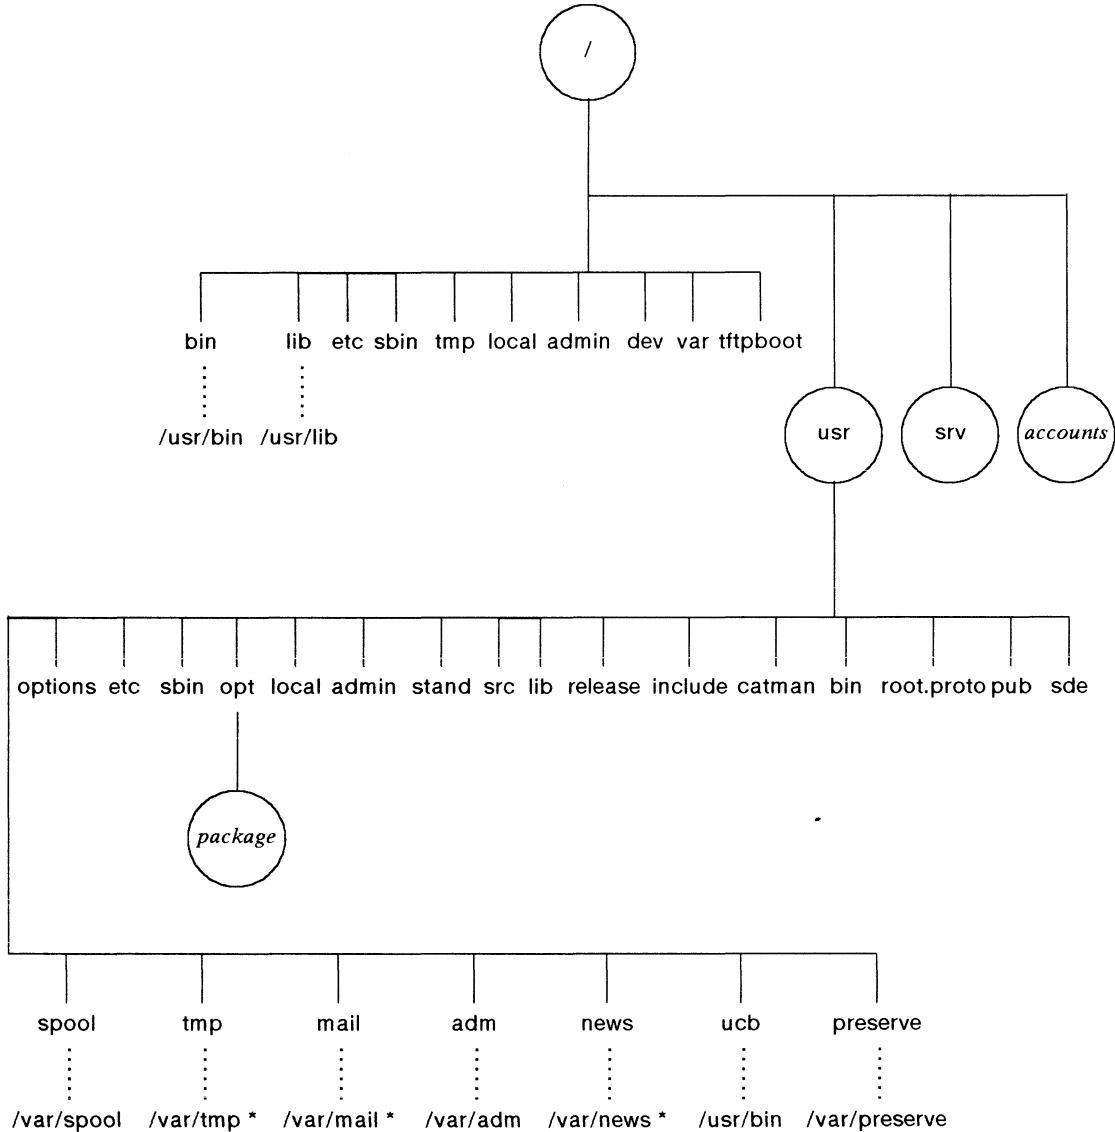 /
bin lib etc sbin tmp local admin dev var tftpboot
/usr/bin /usr/lib
usr srv accounts
options etc sbin opt local admin stand src lib release include catman bin root.proto pub sde
package
spool tmp mail adm news ucb preserve
/var/spool /var/tmp * /var/mail * /var/adm /var/news * /usr/bin /var/preserve